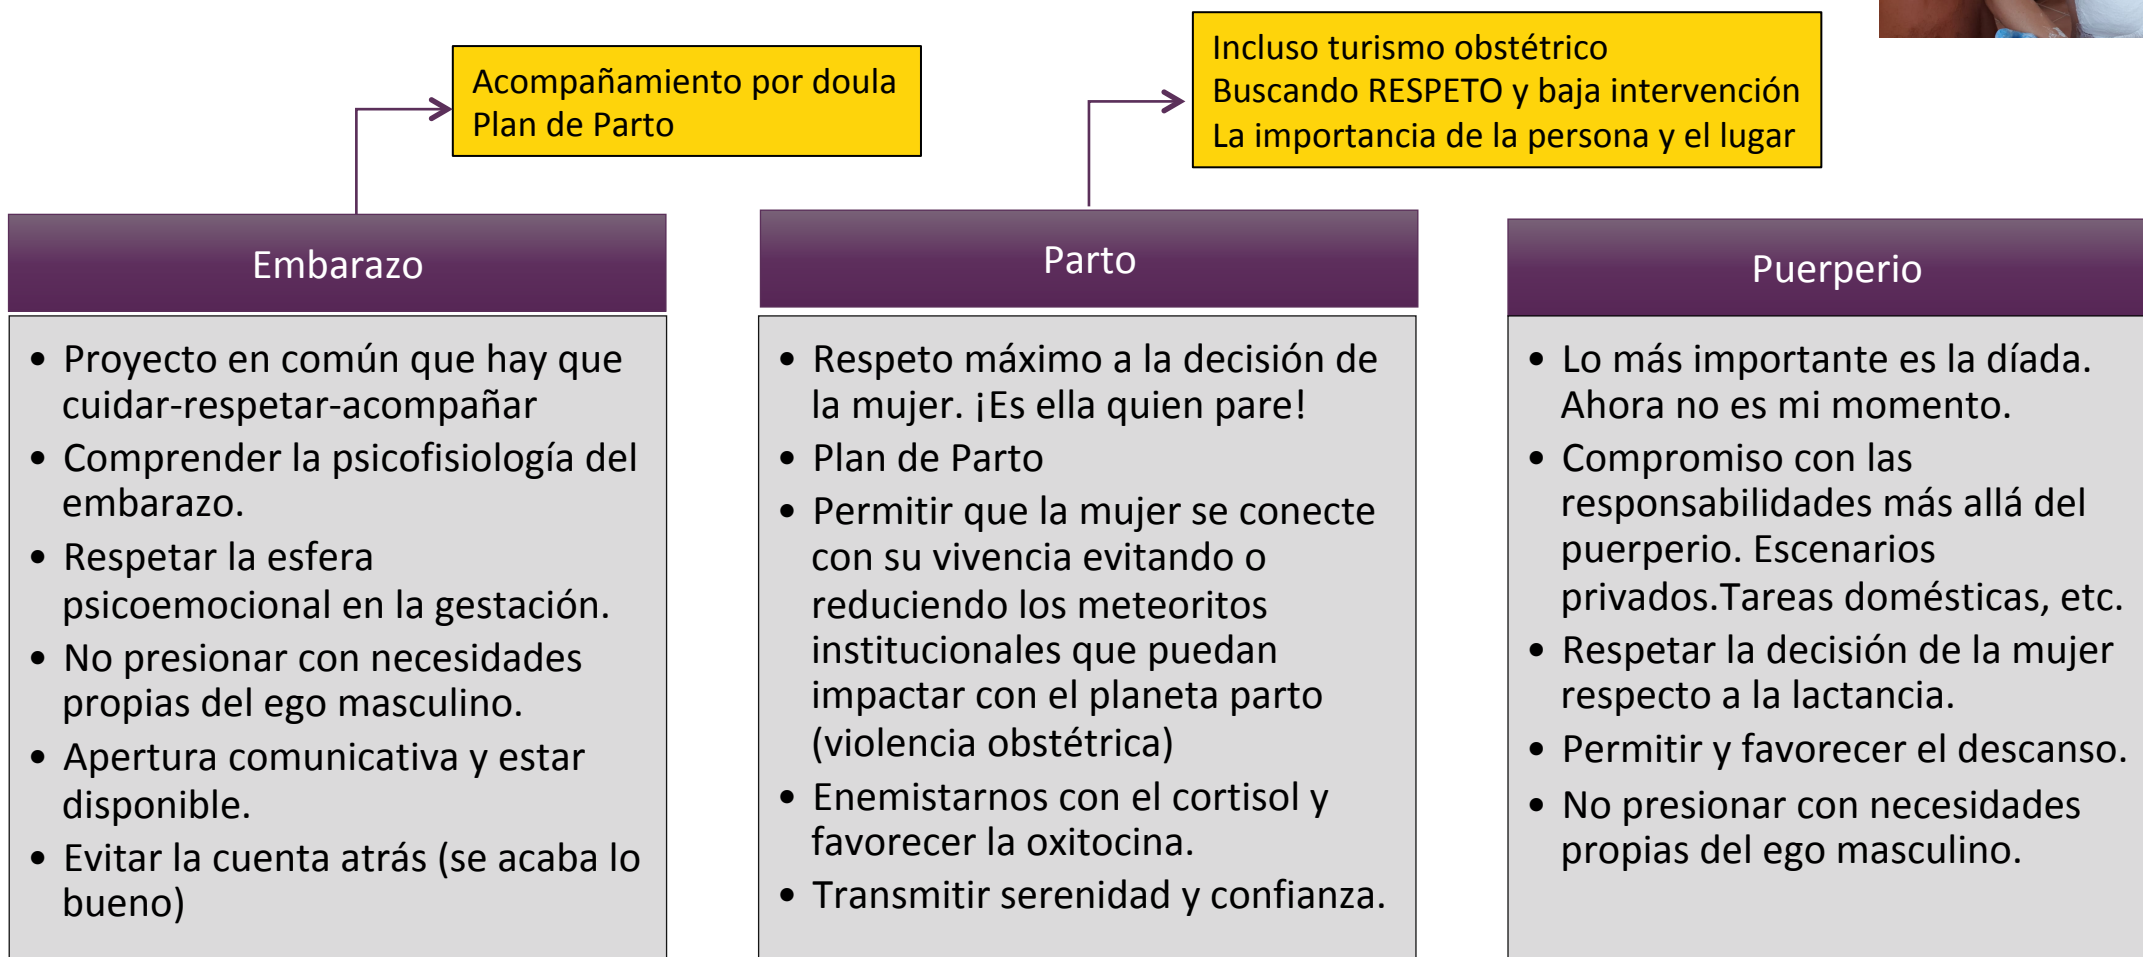 Acompañamiento por doula
Plan de Parto
Incluso turismo obstétrico
Buscando RESPETO y baja intervención
La importancia de la persona y el lugar
Embarazo
• Proyecto en común que hay que
cuidar-respetar-acompañar
• Comprender la psicofisiología del
embarazo.
• Respetar la esfera
psicoemocional en la gestación.
• No presionar con necesidades
propias del ego masculino.
• Apertura comunicativa y estar
disponible.
• Evitar la cuenta atrás (se acaba lo
bueno)
Parto
• Respeto máximo a la decisión de
la mujer. ¡Es ella quien pare!
• Plan de Parto
• Permitir que la mujer se conecte
con su vivencia evitando o
reduciendo los meteoritos
institucionales que puedan
impactar con el planeta parto
(violencia obstétrica)
• Enemistarnos con el cortisol y
favorecer la oxitocina.
• Transmitir serenidad y confianza.
Puerperio
• Lo más importante es la díada.
Ahora no es mi momento.
• Compromiso con las
responsabilidades más allá del
puerperio. Escenarios
privados.Tareas domésticas, etc.
• Respetar la decisión de la mujer
respecto a la lactancia.
• Permitir y favorecer el descanso.
• No presionar con necesidades
propias del ego masculino.